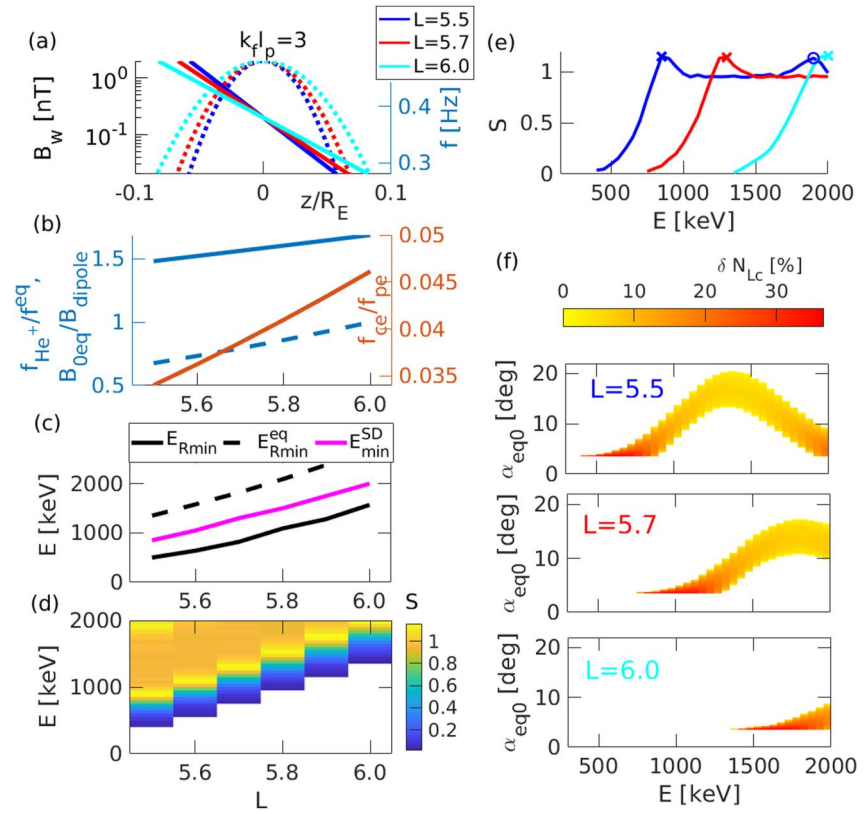 (a)
k_f l_p=3
L=5.5
L=5.7
L=6.0
B_w [nT]
10^0
10^-1
-0.1
0
0.1
z/R_E
0.4
0.3
f [Hz]
(b)
f_He^+/f^eq,
B_0eq/B_dipole
1.5
1
0.5
5.6
5.8
6.0
0.05
0.045
0.04
0.035
f_ce/f_pe
(c)
E_Rmin
E_Rmin^eq
E_min^SD
E [keV]
2000
1000
0
5.6
5.8
6.0
(d)
S
E [keV]
2000
1000
0
5.6
5.8
6.0
L
1
0.8
0.6
0.4
0.2
(e)
S
1
0.5
0
500
1000
1500
2000
E [keV]
(f)
δ N_Lc [%]
0
10
20
30
α_eq0 [deg]
20
10
0
L=5.5
α_eq0 [deg]
20
10
0
L=5.7
α_eq0 [deg]
20
10
0
L=6.0
500
1000
1500
2000
E [keV]